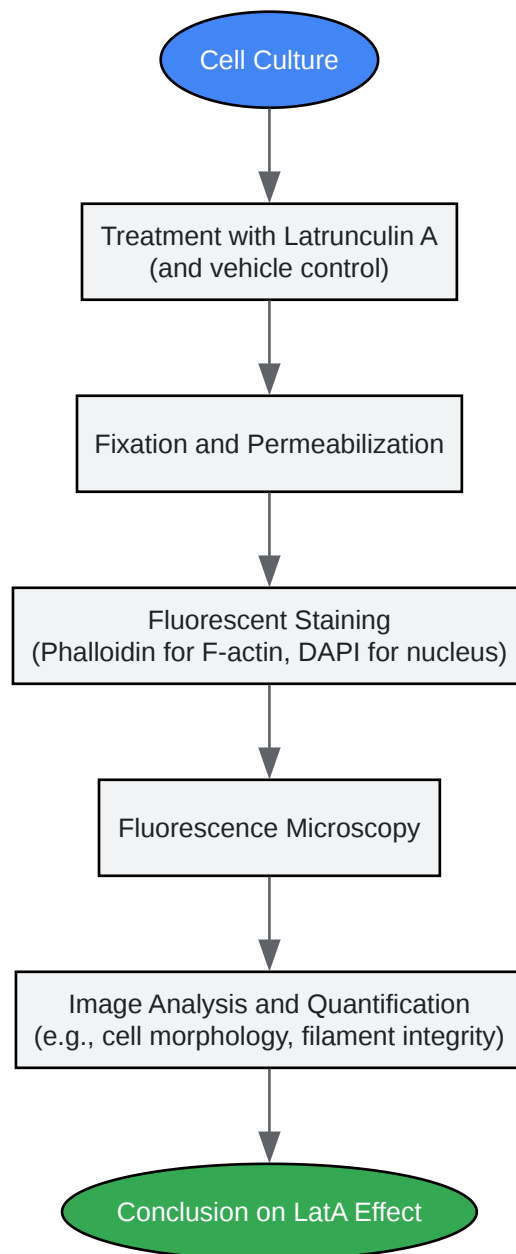 Cell Culture
Treatment with Latrunculin A
(and vehicle control)
Fixation and Permeabilization
Fluorescent Staining
(Phalloidin for F-actin, DAPI for nucleus)
Fluorescence Microscopy
Image Analysis and Quantification
(e.g., cell morphology, filament integrity)
Conclusion on LatA Effect